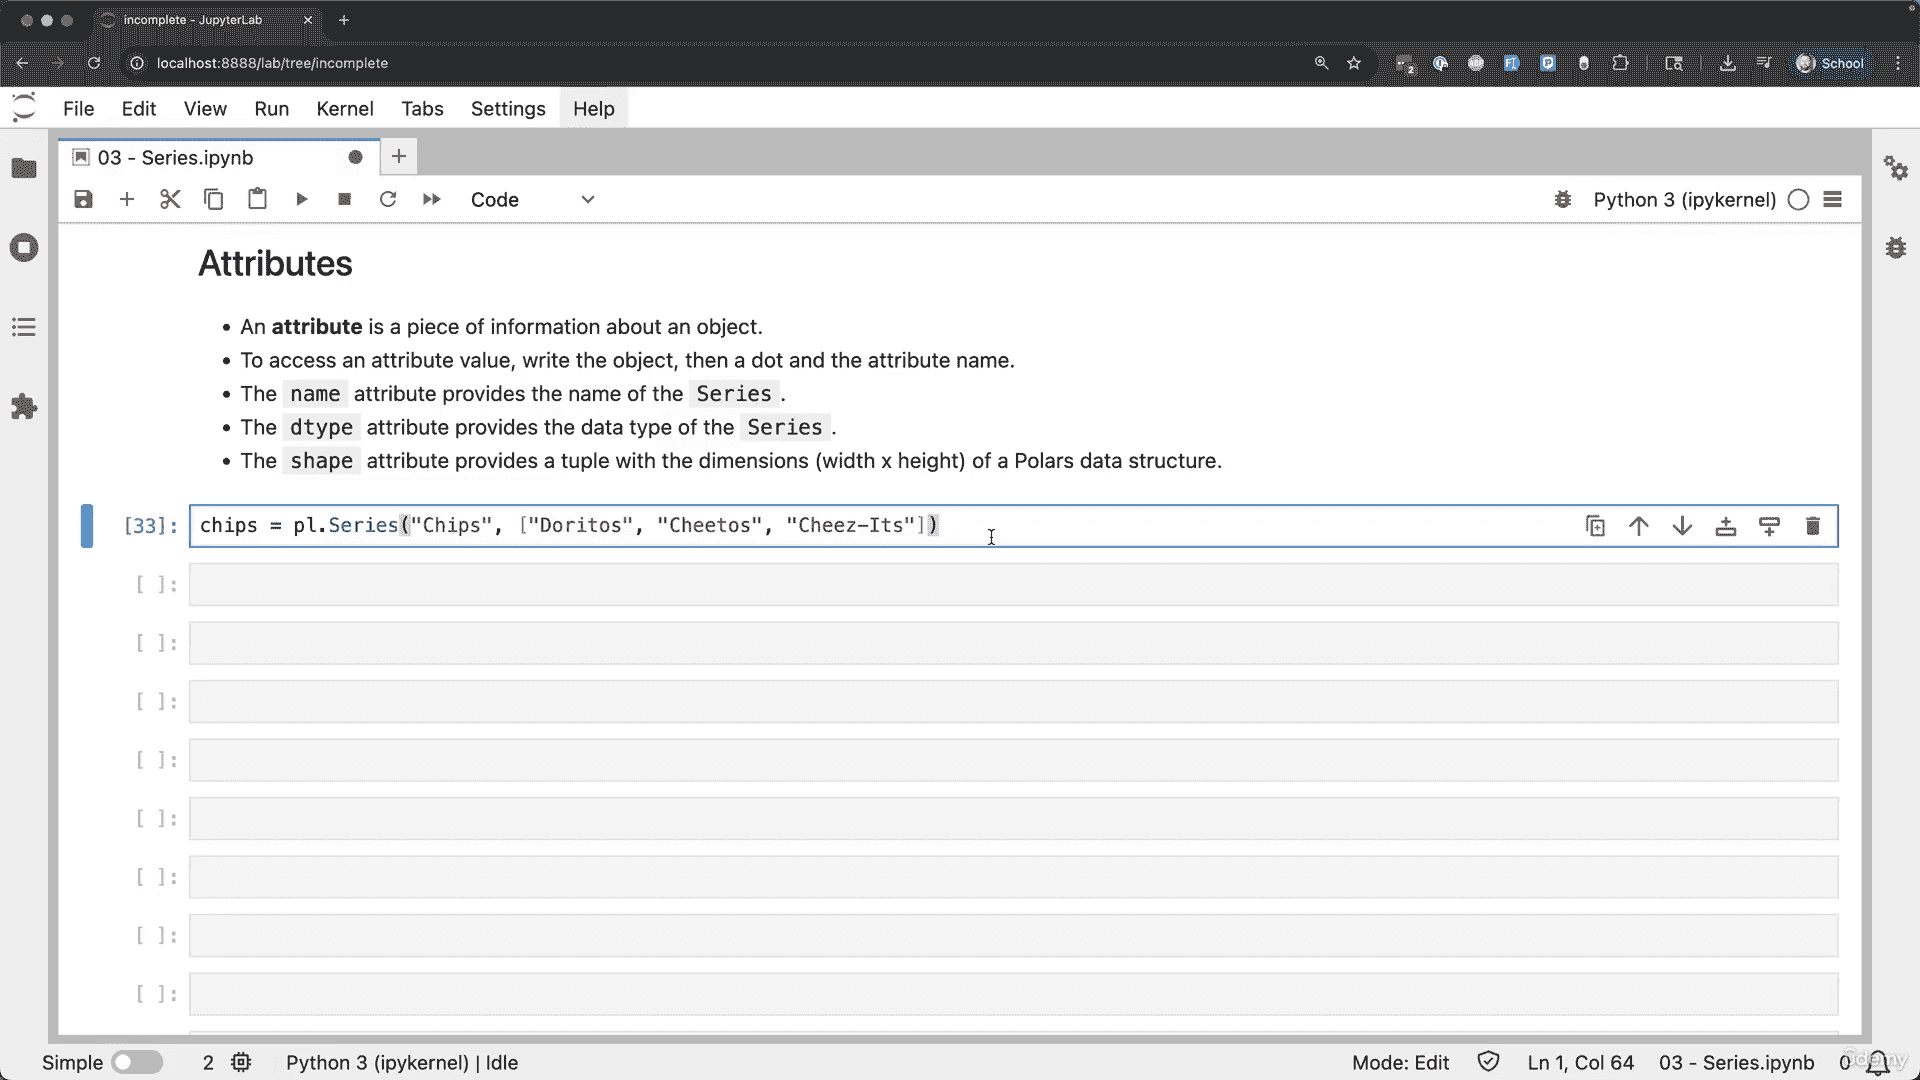 incomplete - JupyterLab
localhost:8888/lab/tree/incomplete
2
ABP
School
File Edit View Run Kernel Tabs Settings Help
03 - Series.ipynb
Code
Python 3 (ipykernel)
Attributes
• An attribute is a piece of information about an object.
• To access an attribute value, write the object, then a dot and the attribute name.
• The name attribute provides the name of the Series.
• The dtype attribute provides the data type of the Series.
• The shape attribute provides a tuple with the dimensions (width x height) of a Polars data structure.
[33]: chips = pl.Series("Chips", ["Doritos", "Cheetos", "Cheez-Its"])
[ ]:
[ ]:
[ ]:
[ ]:
[ ]:
[ ]:
[ ]:
[ ]:
Simple 2 Python 3 (ipykernel) | Idle Mode: Edit Ln 1, Col 64 03 - Series.ipynb 0
udemy